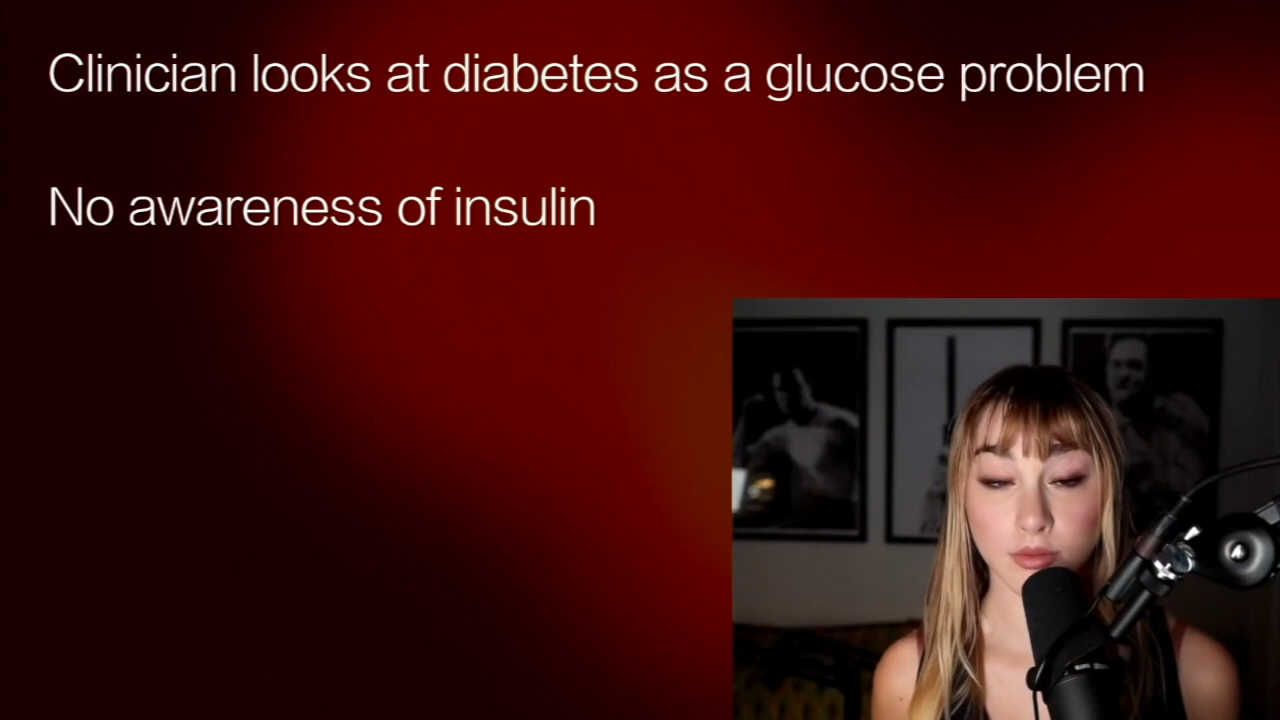 Clinician looks at diabetes as a glucose problem
No awareness of insulin